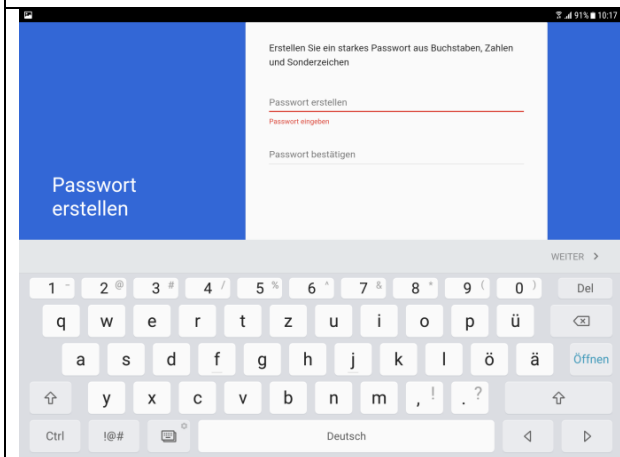 91% 10:17
Erstellen Sie ein starkes Passwort aus Buchstaben, Zahlen
und Sonderzeichen
Passwort erstellen
Passwort eingeben
Passwort bestätigen
Passwort
erstellen
WEITER >
1 - 2 @ 3 # 4 / 5 % 6 ^ 7 & 8 * 9 ( 0 ) Del
q w e r t z u i o p ü
a s d f g h j k l ö ä Öffnen
y x c v b n m , ! . ?
Ctrl !@# Deutsch